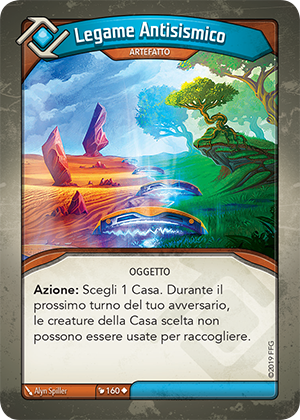 Legame Antisismico
ARTEFATTO
OGGETTO
Azione: Scegli 1 Casa. Durante il
prossimo turno del tuo avversario,
le creature della Casa scelta non
possono essere usate per raccogliere.
©2019 FFG
Alyn Spiller
160